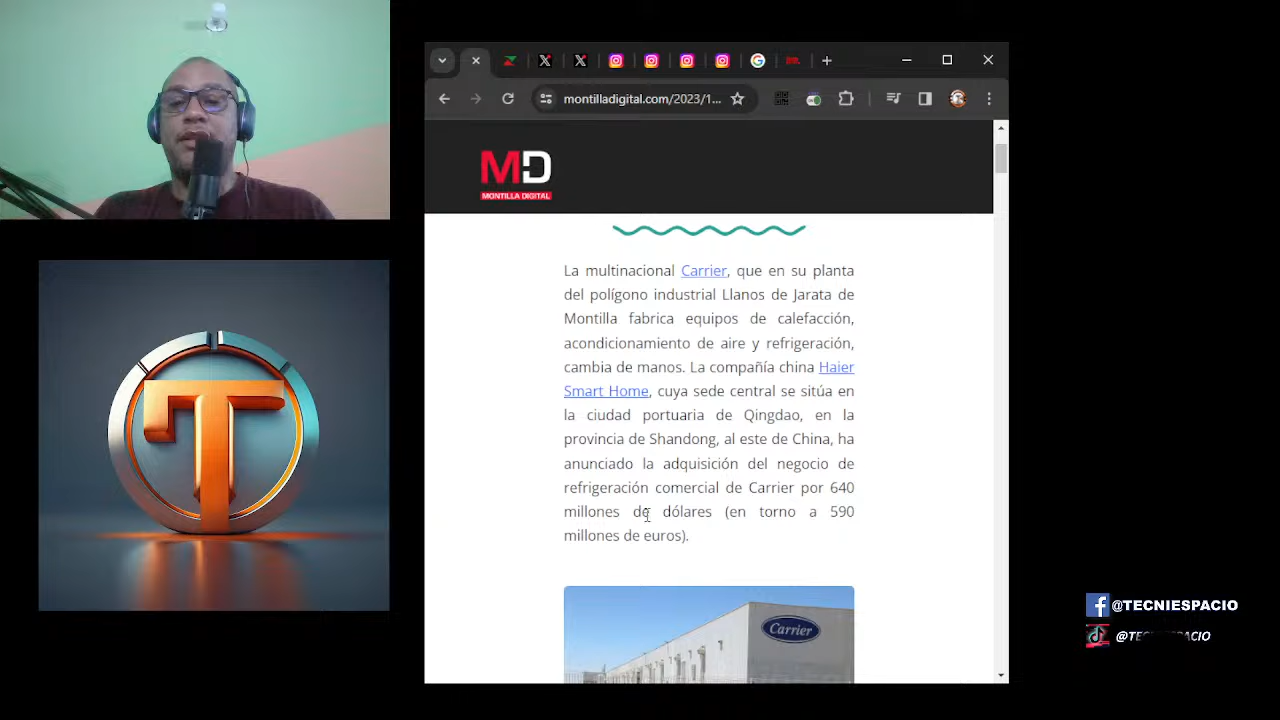 montilladigital.com/2023/1...
MD
MONTILLA DIGITAL
La multinacional Carrier, que en su planta
del polígono industrial Llanos de Jarata de
Montilla fabrica equipos de calefacción,
acondicionamiento de aire y refrigeración,
cambia de manos. La compañía china Haier
Smart Home, cuya sede central se sitúa en
la ciudad portuaria de Qingdao, en la
provincia de Shandong, al este de China, ha
anunciado la adquisición del negocio de
refrigeración comercial de Carrier por 640
millones de dólares (en torno a 590
millones de euros).
Carrier
T
@TECNIESPACIO